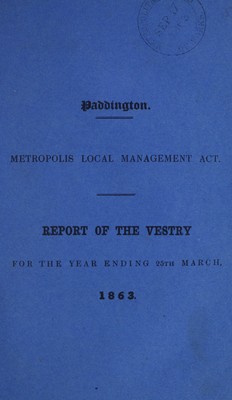 Paddington.
METROPOLIS LOCAL MANAGEMENT ACT.
REPORT OF THE VESTRY
FOR THE YEAR ENDING 25TH MARCH,
1863.